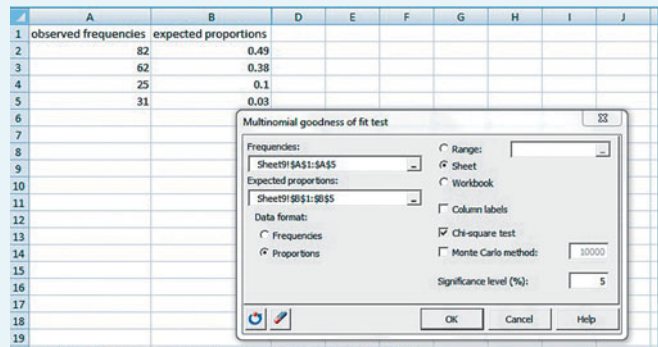 A B D E F G H I J
1 observed frequencies expected proportions
2 82 0.49
3 62 0.38
4 25 0.1
5 31 0.03
6
7
8
9
10
11
12
13
14
15
16
17
18
19
Multinomial goodness of fit test
Frequencies:
Sheet9!$A$1:$A$5
Expected proportions:
Sheet9!$B$1:$B$5
Data format:
Frequencies
Proportions
Range:
Sheet
Workbook
Column labels
Chi-square test
Monte Carlo method: 10000
Significance level (%): 5
OK Cancel Help